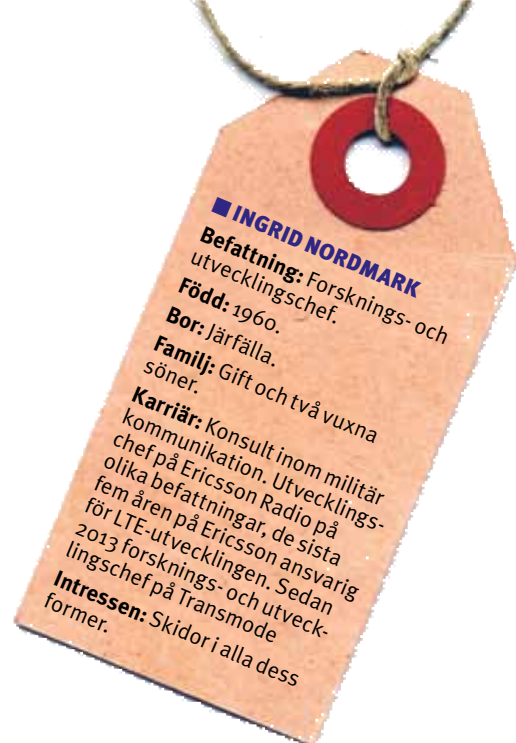 INGRID NORDMARK
Befattning: Forsknings- och
utvecklingschef.
Född: 1960.
Bor: Järfälla.
Familj: Gift och två vuxna
söner.
Karriär: Konsult inom militär
kommunikation. Utvecklings-
chef på Ericsson Radio på
olika befattningar, de sista
fem åren på Ericsson ansvarig
för LTE-utvecklingen. Sedan
2013 forsknings- och utveck-
lingschef på Transmode
Intressen: Skidor i alla dess
former.